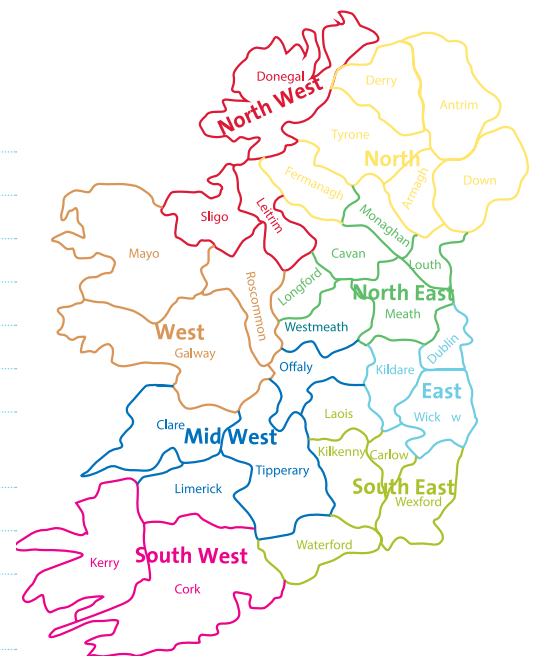 Donegal
North West
Derry
Antrim
Tyrone
North
Fermanagh
Armagh
Down
Sligo
Leitrim
Monaghan
Mayo
Cavan
Louth
Roscommon
Longford
North East
Meath
West
Galway
Westmeath
Dublin
Offaly
Kildare
East
Wick w
Laois
Clare
Mid West
Kilkenny
Carlow
Tipperary
Limerick
South East
Wexford
Waterford
South West
Kerry
Cork